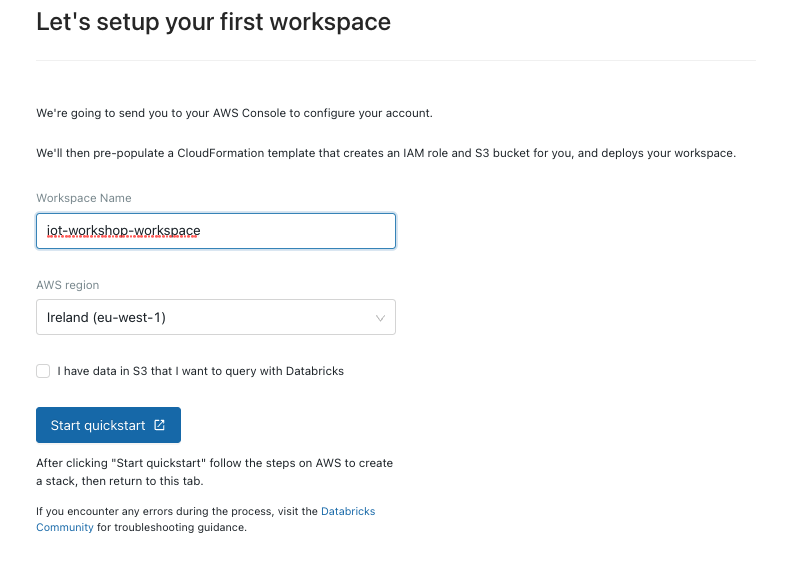 Let's setup your first workspace
We're going to send you to your AWS Console to configure your account.
We'll then pre-populate a CloudFormation template that creates an IAM role and S3 bucket for you, and deploys your workspace.
Workspace Name
iot-workshop-workspace
AWS region
Ireland (eu-west-1)
I have data in S3 that I want to query with Databricks
Start quickstart
After clicking "Start quickstart" follow the steps on AWS to create
a stack, then return to this tab.
If you encounter any errors during the process, visit the Databricks
Community for troubleshooting guidance.